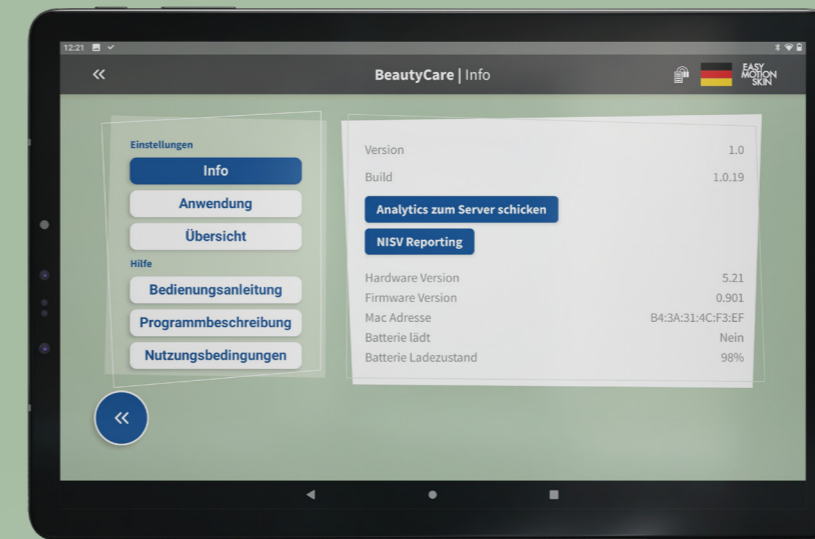 12:21
BeautyCare | Info
EASY
MOTION
SKIN
Einstellungen
Info
Anwendung
Übersicht
Hilfe
Bedienungsanleitung
Programmbeschreibung
Nutzungsbedingungen
Version 1.0
Build 1.0.19
Analytics zum Server schicken
NISV Reporting
Hardware Version 5.21
Firmware Version 0.901
Mac Adresse B4:3A:31:4C:F3:EF
Batterie lädt Nein
Batterie Ladezustand 98%